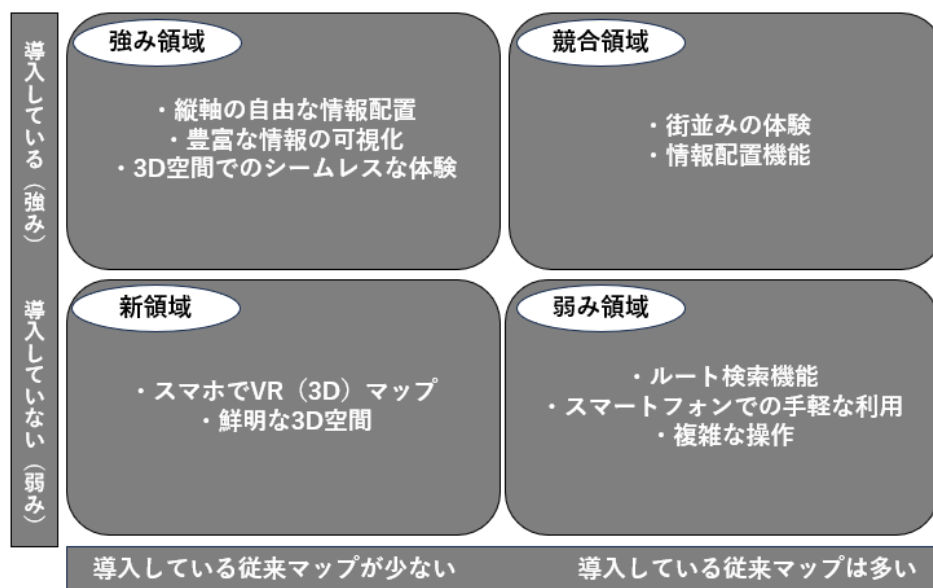 導入している（強み）
強み領域
・縦軸の自由な情報配置
・豊富な情報の可視化
・3D空間でのシームレスな体験
競合領域
・街並みの体験
・情報配置機能
導入していない（弱み）
新領域
・スマホでVR（3D）マップ
・鮮明な3D空間
弱み領域
・ルート検索機能
・スマートフォンでの手軽な利用
・複雑な操作
導入している従来マップが少ない
導入している従来マップは多い